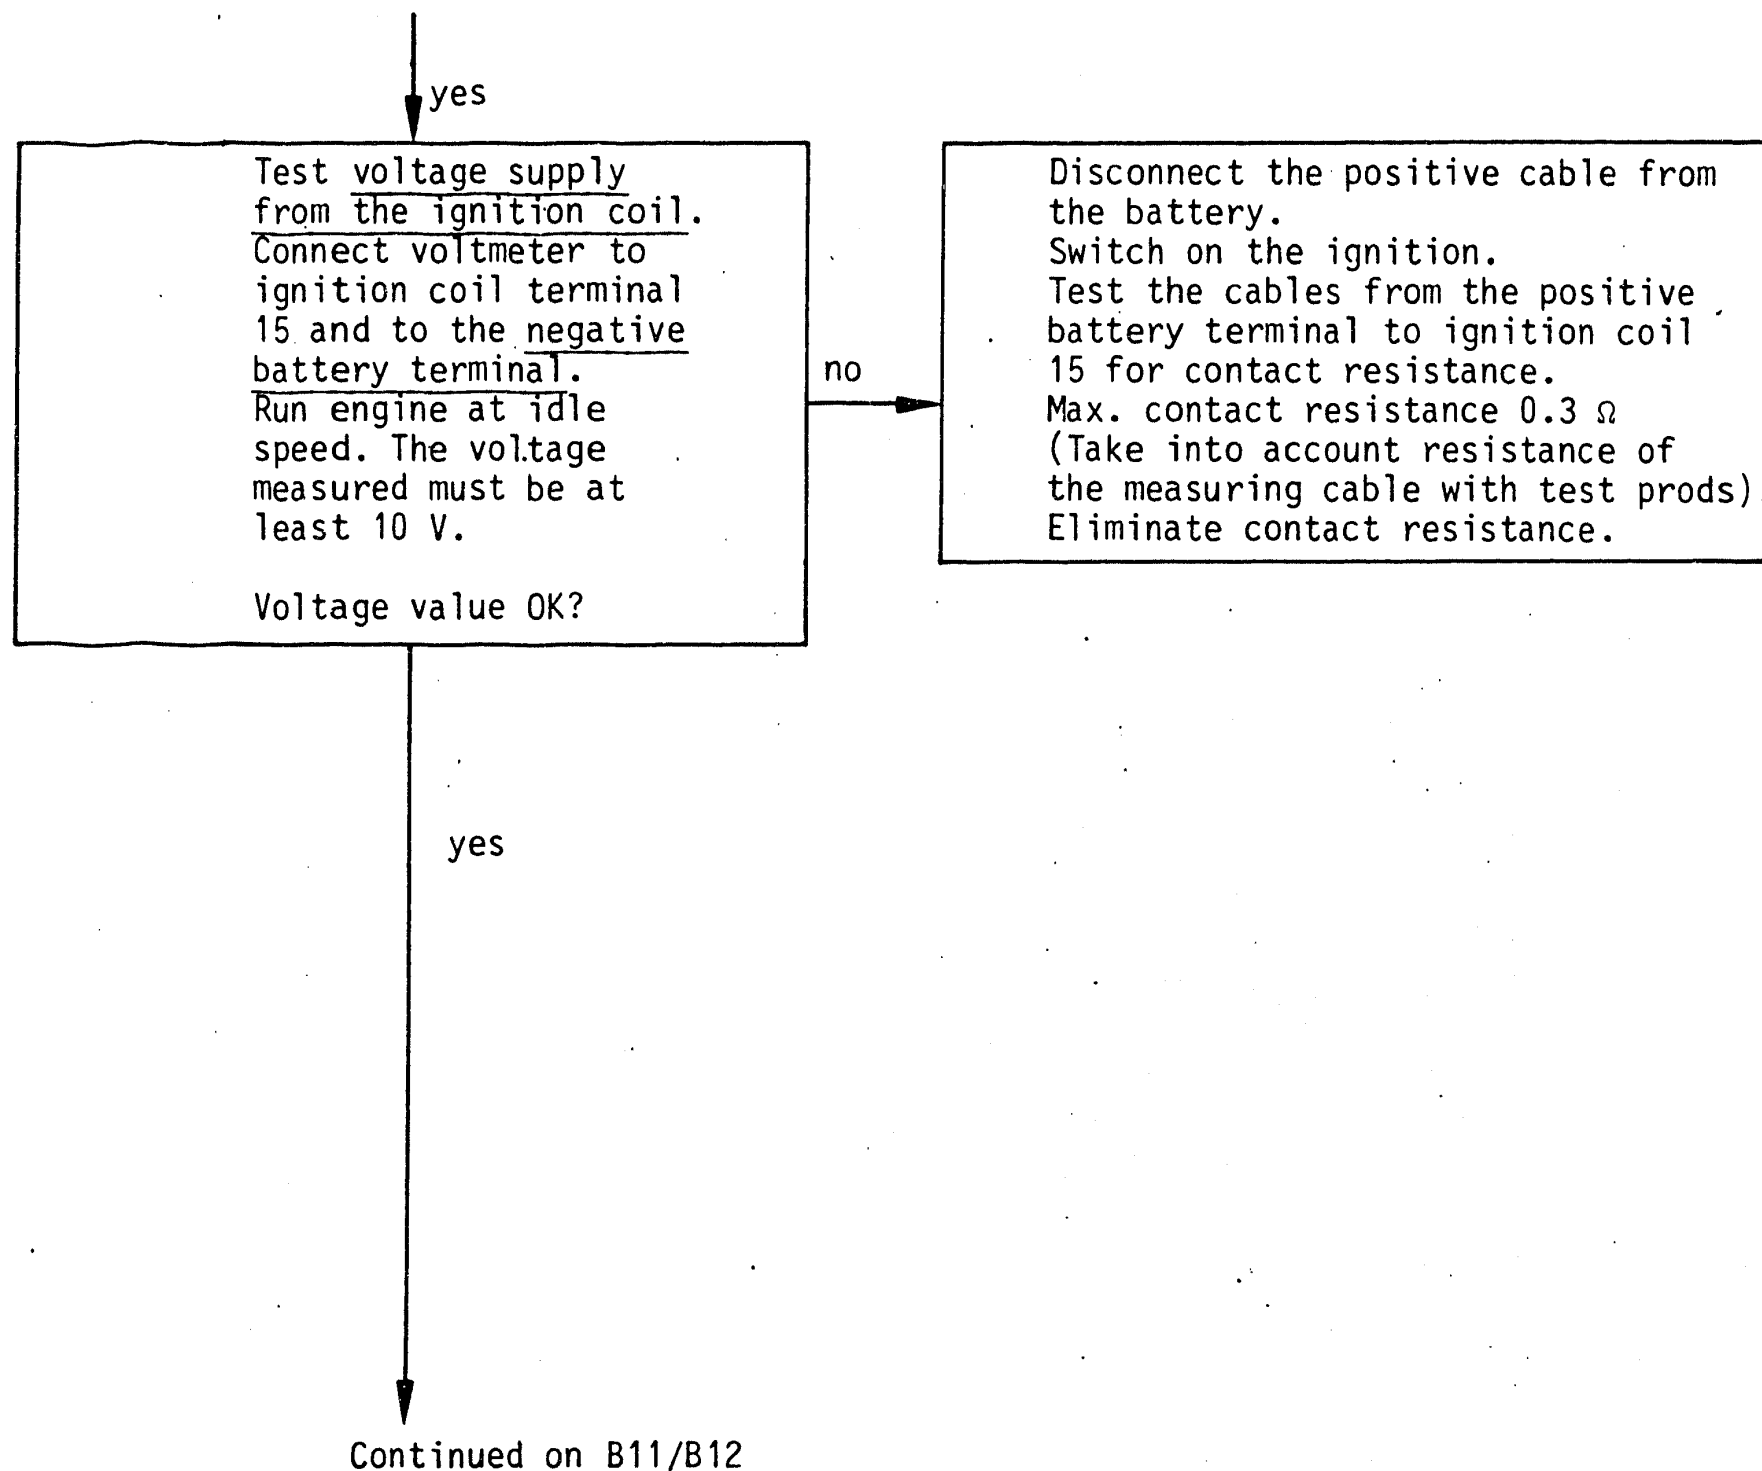 yes
Test voltage supply
from the ignition coil.
Connect voltmeter to
ignition coil terminal
15 and to the negative
battery terminal.
Run engine at idle
speed. The voltage
measured must be at
least 10 V.
Voltage value OK?
no
Disconnect the positive cable from
the battery.
Switch on the ignition.
Test the cables from the positive
battery terminal to ignition coil
15 for contact resistance.
Max. contact resistance 0.3 Ω
(Take into account resistance of
the measuring cable with test prods)
Eliminate contact resistance.
yes
Continued on B11/B12